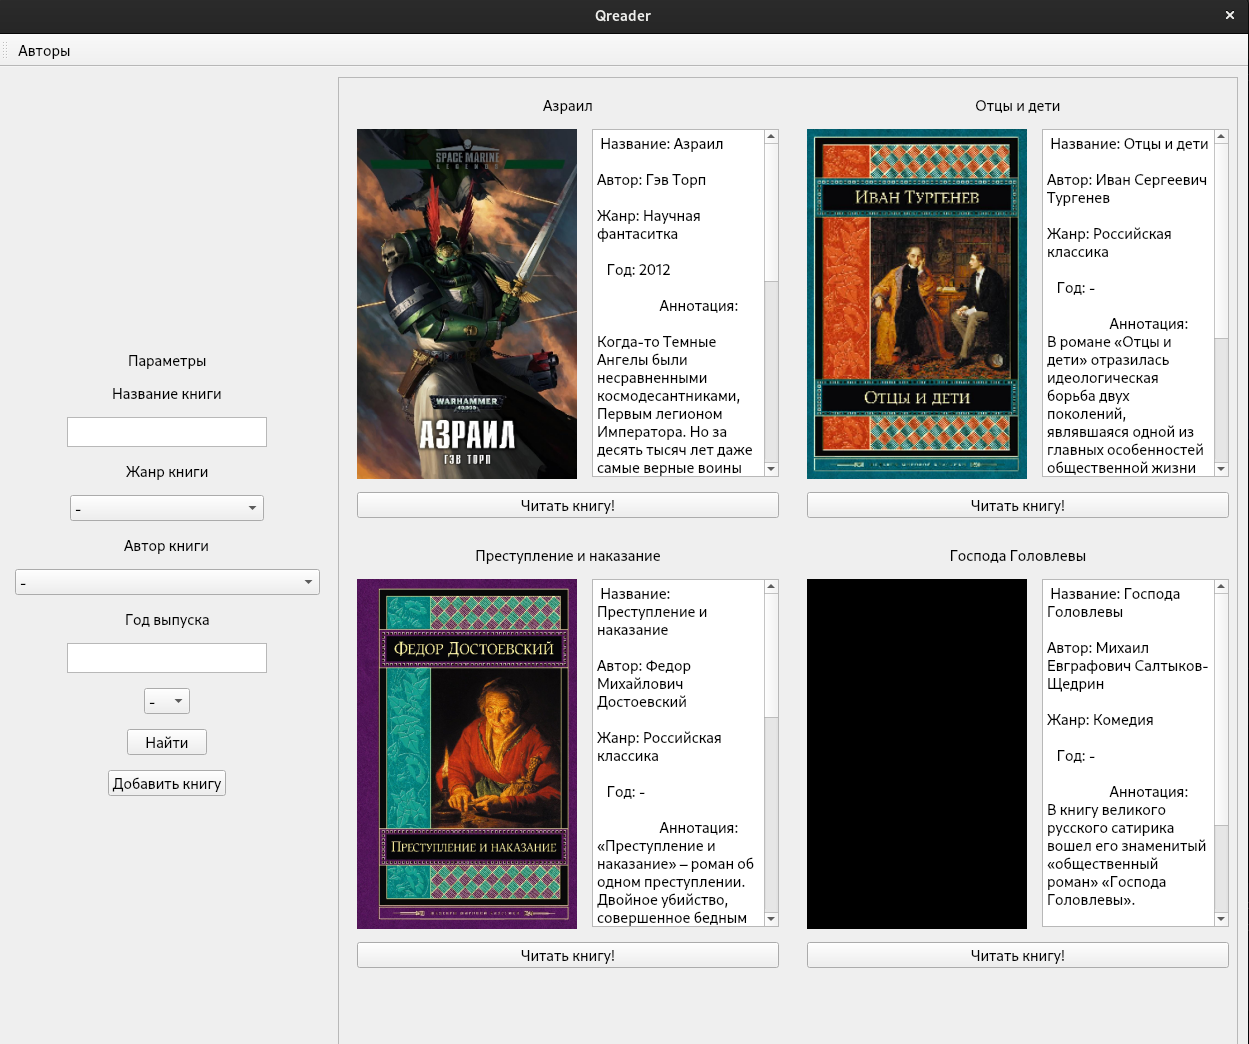 Qreader
Авторы
Параметры
Название книги
Жанр книги
-
Автор книги
-
Год выпуска
-
Найти
Добавить книгу
Азраил
SPACE MARINE
LEGENDS
WARHAMMER
40,000
АЗРАИЛ
ГЭВ ТОРП
Название: Азраил
Автор: Гэв Торп
Жанр: Научная
фантаситка
Год: 2012
Аннотация:
Когда-то Темные
Ангелы были
несравненными
космодесантниками,
Первым легионом
Императора. Но за
десять тысяч лет даже
самые верные воины
Читать книгу!
Отцы и дети
Иван Тургенев
Отцы и дети
Название: Отцы и дети
Автор: Иван Сергеевич
Тургенев
Жанр: Российская
классика
Год: -
Аннотация:
В романе «Отцы и
дети» отразилась
идеологическая
борьба двух
поколений,
являвшаяся одной из
главных особенностей
общественной жизни
Читать книгу!
Преступление и наказание
Федор Достоевский
Преступление и наказание
Название:
Преступление и
наказание
Автор: Федор
Михайлович
Достоевский
Жанр: Российская
классика
Год: -
Аннотация:
«Преступление и
наказание» – роман об
одном преступлении.
Двойное убийство,
совершенное бедным
Читать книгу!
Господа Головлевы
Название: Господа
Головлевы
Автор: Михаил
Евграфович Салтыков-
Щедрин
Жанр: Комедия
Год: -
Аннотация:
В книгу великого
русского сатирика
вошел его знаменитый
«общественный
роман» «Господа
Головлевы».
Читать книгу!